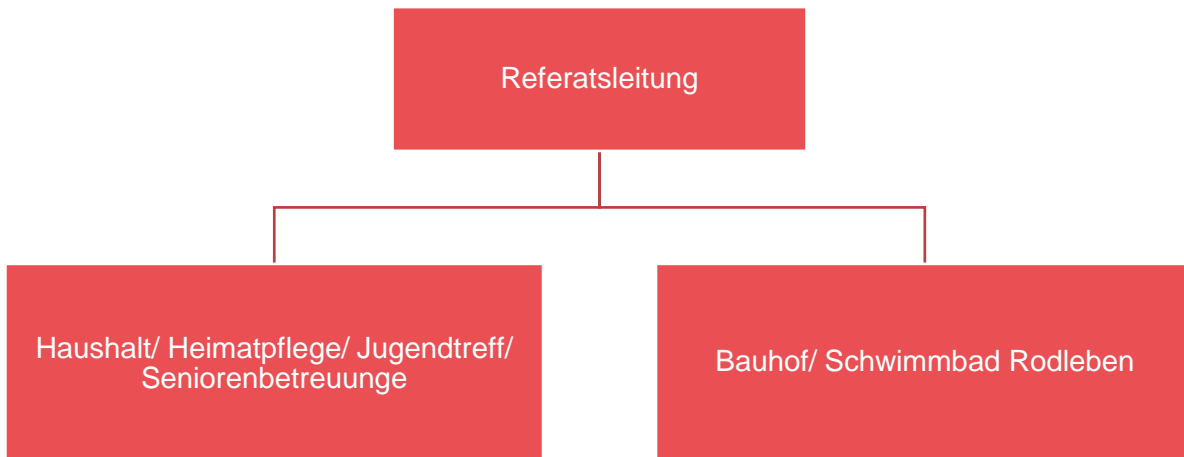 Referatsleitung
Haushalt/ Heimatpflege/ Jugendtreff/
Seniorenbetreuunge
Bauhof/ Schwimmbad Rodleben